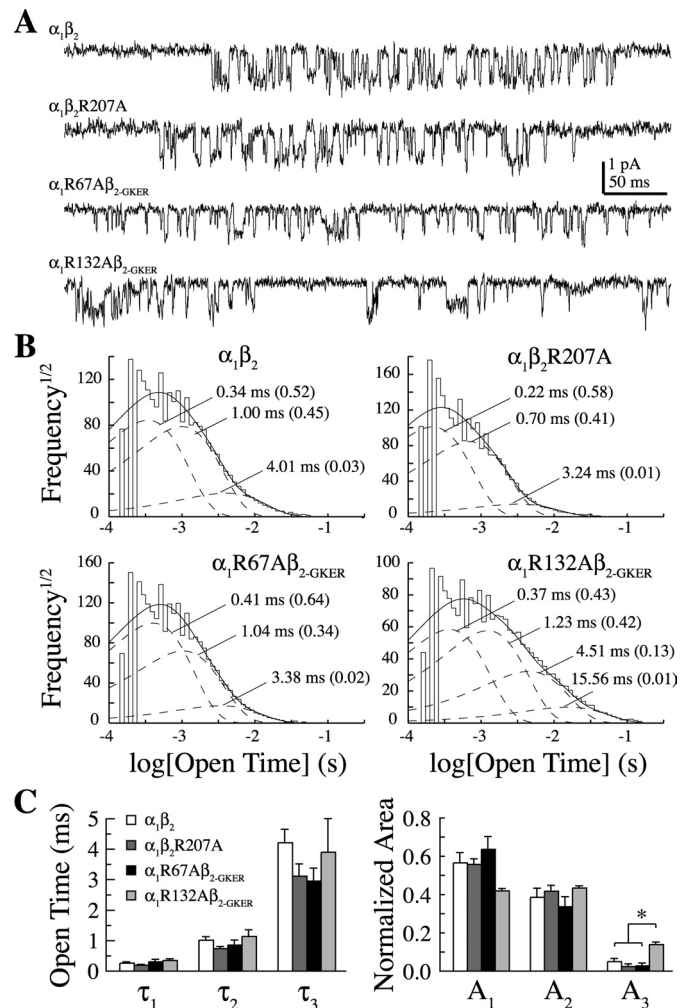 A
α₁β₂
α₁β₂R207A
1 pA
50 ms
α₁R67Aβ₂-GKER
α₁R132Aβ₂-GKER
B
α₁β₂
Frequency¹/²
120
80
40
0
0.34 ms (0.52)
1.00 ms (0.45)
4.01 ms (0.03)
-4 -3 -2 -1
α₁β₂R207A
160
120
80
40
0
0.22 ms (0.58)
0.70 ms (0.41)
3.24 ms (0.01)
-4 -3 -2 -1
α₁R67Aβ₂-GKER
Frequency¹/²
160
120
80
40
0
0.41 ms (0.64)
1.04 ms (0.34)
3.38 ms (0.02)
-4 -3 -2 -1
log[Open Time] (s)
α₁R132Aβ₂-GKER
100
80
60
40
20
0
0.37 ms (0.43)
1.23 ms (0.42)
4.51 ms (0.13)
15.56 ms (0.01)
-4 -3 -2 -1
log[Open Time] (s)
C
Open Time (ms)
5
4
3
2
1
0
α₁β₂
α₁β₂R207A
α₁R67Aβ₂-GKER
α₁R132Aβ₂-GKER
τ₁ τ₂ τ₃
Normalized Area
0.8
0.6
0.4
0.2
0.0
*
A₁ A₂ A₃